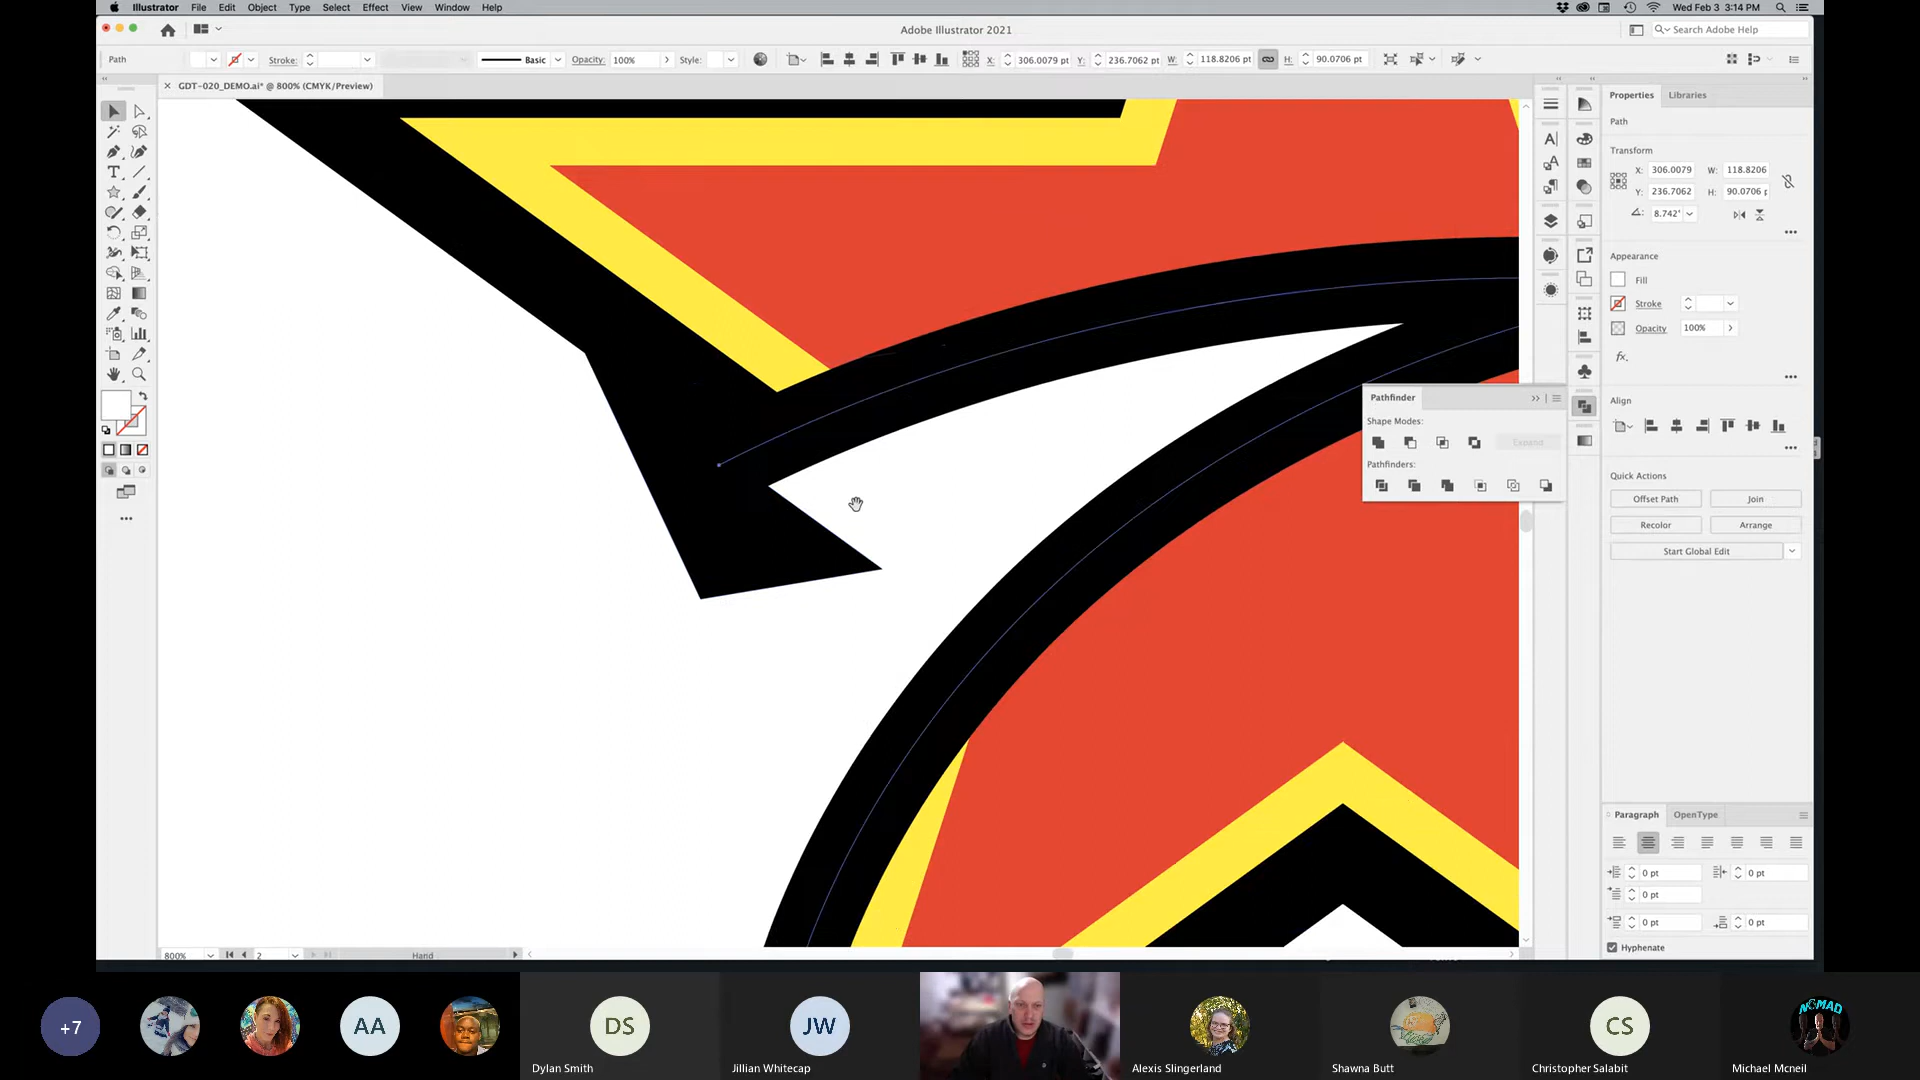 Illustrator File Edit Object Type Select Effect View Window Help
Wed Feb 3 3:14 PM
Adobe Illustrator 2021
Search Adobe Help
Path
Stroke:
Basic
Opacity: 100%
Style:
X: 306.0079 pt
Y: 236.7062 pt
W: 118.8206 pt
H: 90.0706 pt
GDT-020_DEMO.ai* @ 800% (CMYK/Preview)
Properties
Libraries
Path
Transform
X: 306.0079
W: 118.8206
Y: 236.7062
H: 90.0706 p
8.742°
Appearance
Fill
Stroke
Opacity
100%
fx.
Pathfinder
Shape Modes:
Expand
Pathfinders:
Align
Quick Actions
Offset Path
Join
Recolor
Arrange
Start Global Edit
Paragraph
OpenType
0 pt
0 pt
0 pt
0 pt
0 pt
Hyphenate
800%
2
Hand
+7
AA
DS
Dylan Smith
JW
Jillian Whitecap
Alexis Slingerland
Shawna Butt
CS
Christopher Salabit
NOMAD
Michael Mcneil